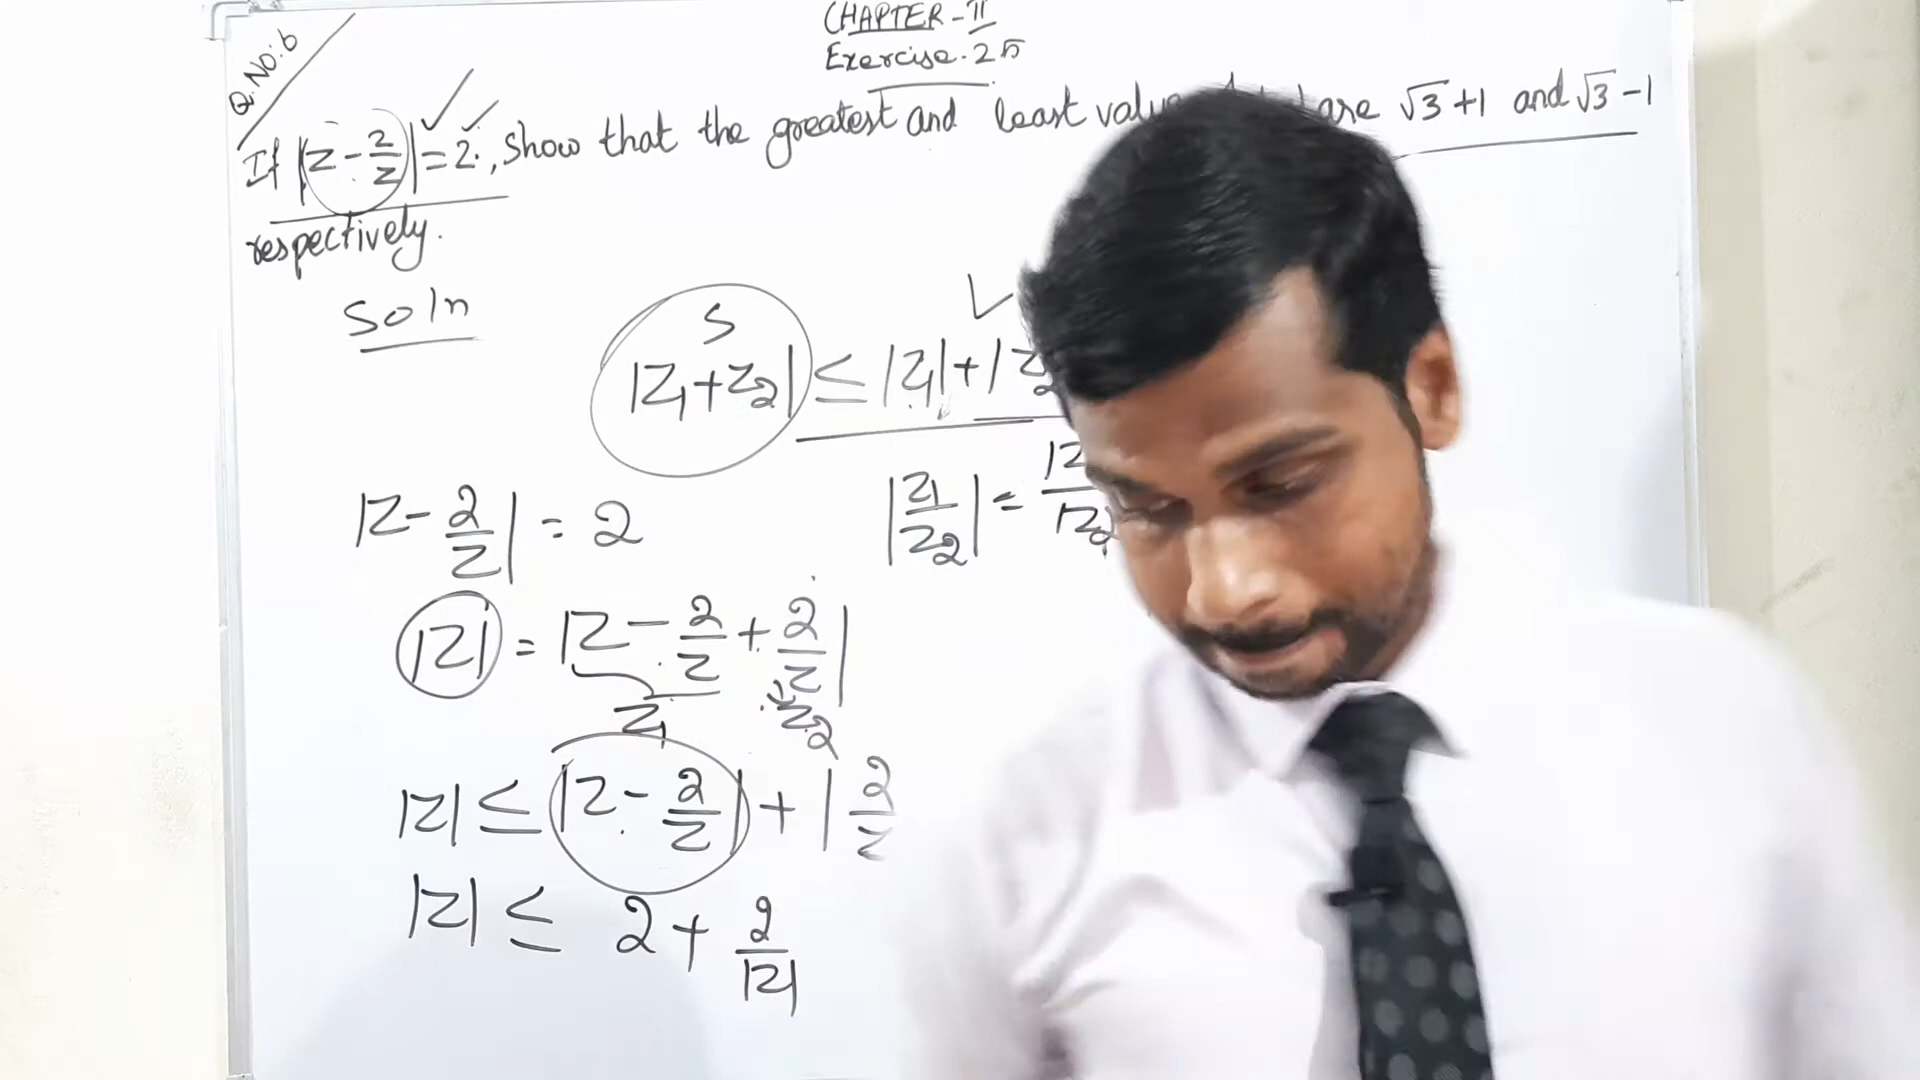 CHAPTER - II
Exercise. 2.5
Q. NO: 6
If |z - 2/z| = 2, Show that the greatest and least are √3 + 1 and √3 - 1
respectively.
Soln
S
|z₁+z₂| ≤ |z₁| + |z₂
|z - 2/z| = 2
|z₁/z₂| =
|z| = |z - 2/z + 2/z|
z₁ z₂
|z| ≤ |z - 2/z| + |2/z
|z| ≤ 2 + 2/|z|